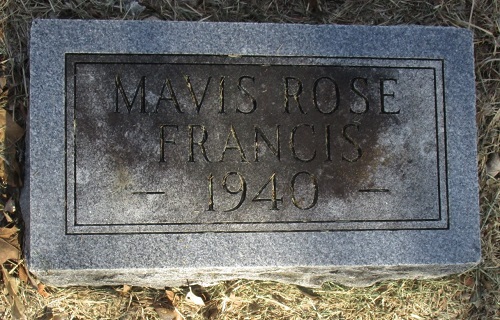 MAVIS ROSE
FRANCIS
– 1940 –